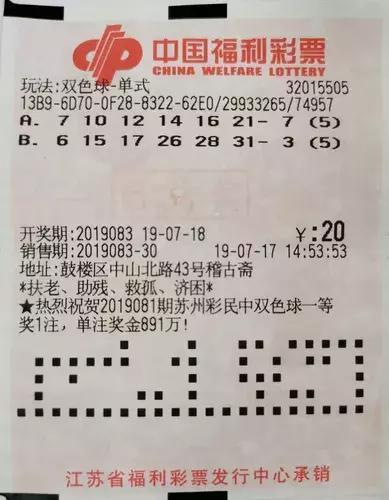 中国福利彩票
CHINA WELFARE LOTTERY
玩法:双色球-单式 32015505
13B9-6D70-0F28-8322-62E0/29933265/74957
A. 7 10 12 14 16 21- 7 (5)
B. 6 15 17 26 28 31- 3 (5)
开奖期:2019083 19-07-18 ¥:20
销售期:2019083-30 19-07-17 14:53:53
地址:鼓楼区中山北路43号稽古斋
*扶老、助残、救孤、济困*
★热烈祝贺2019081期苏州彩民中双色球一等
奖1注,单注奖金891万!
江苏省福利彩票发行中心承销